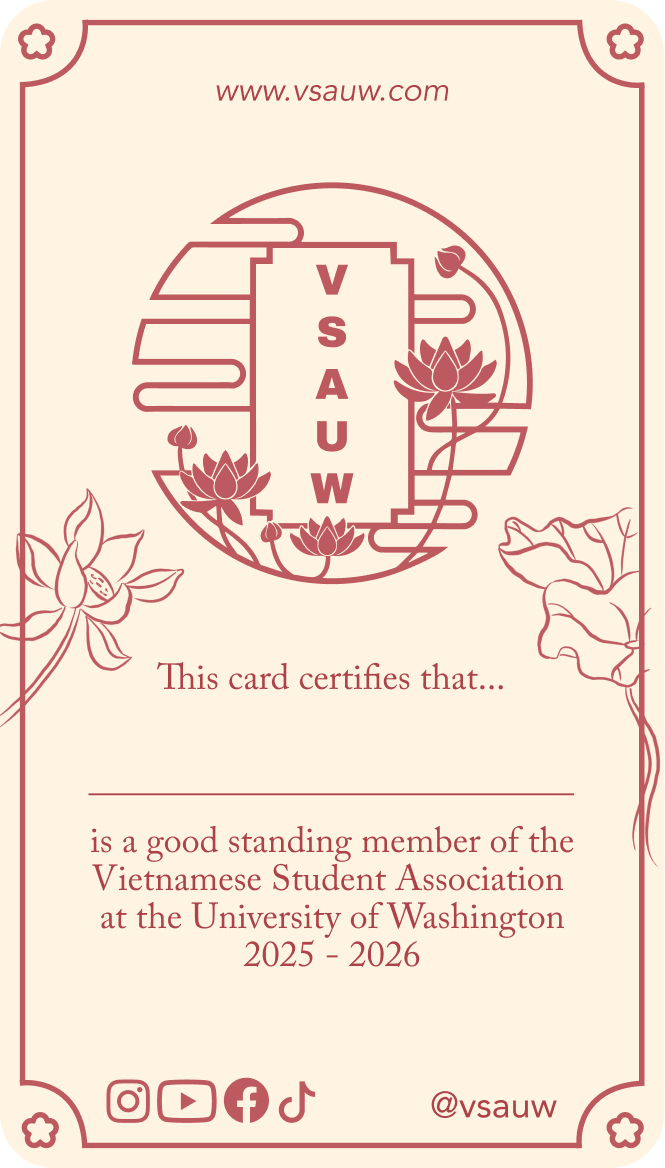 www.vsauw.com
V
S
A
U
W
This card certifies that...
is a good standing member of the
Vietnamese Student Association
at the University of Washington
2025 - 2026
@vsauw